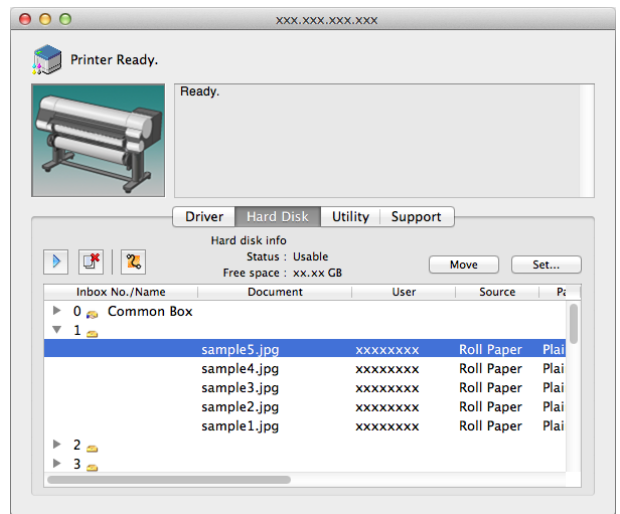 xxx.xxx.xxx.xxx
Printer Ready.
Ready.
Driver Hard Disk Utility Support
Hard disk info
Status : Usable
Free space : xx.xx GB
Move Set...
Inbox No./Name Document User Source Pa
0 Common Box
1
sample5.jpg xxxxxxxx Roll Paper Plai
sample4.jpg xxxxxxxx Roll Paper Plai
sample3.jpg xxxxxxxx Roll Paper Plai
sample2.jpg xxxxxxxx Roll Paper Plai
sample1.jpg xxxxxxxx Roll Paper Plai
2
3